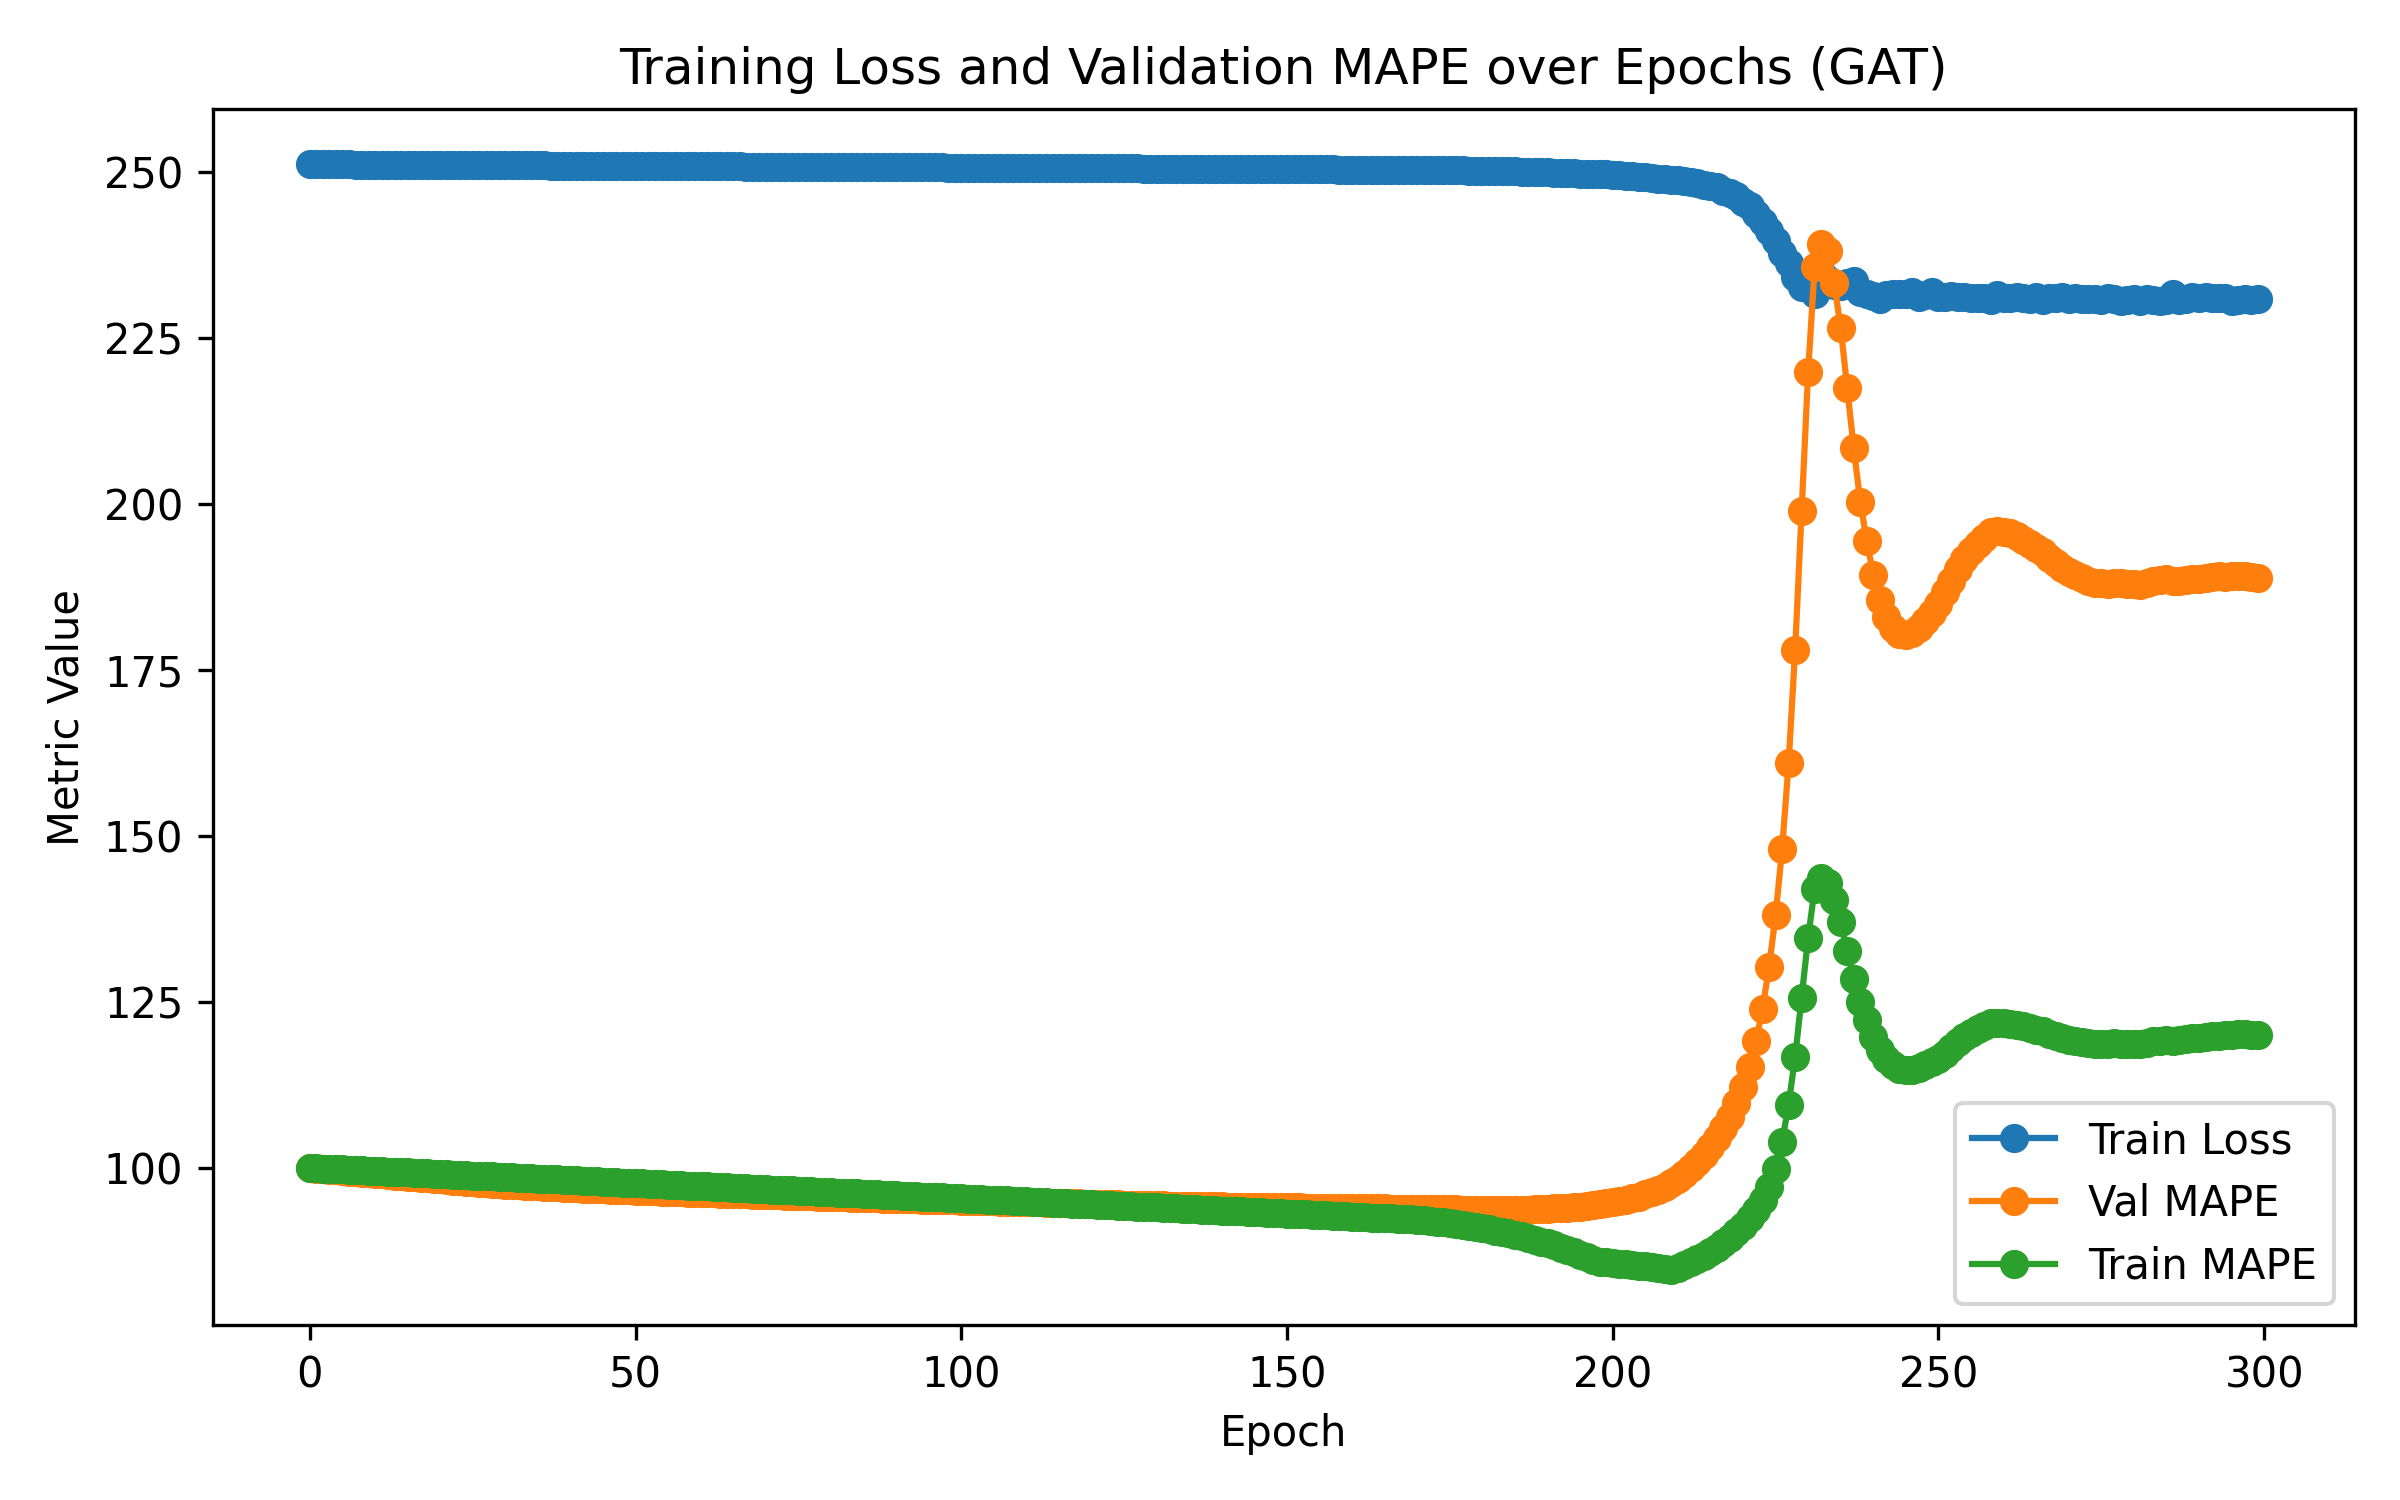 Training Loss and Validation MAPE over Epochs (GAT)
250
225
200
175
150
125
100
Metric Value
0 50 100 150 200 250 300
Epoch
Train Loss
Val MAPE
Train MAPE